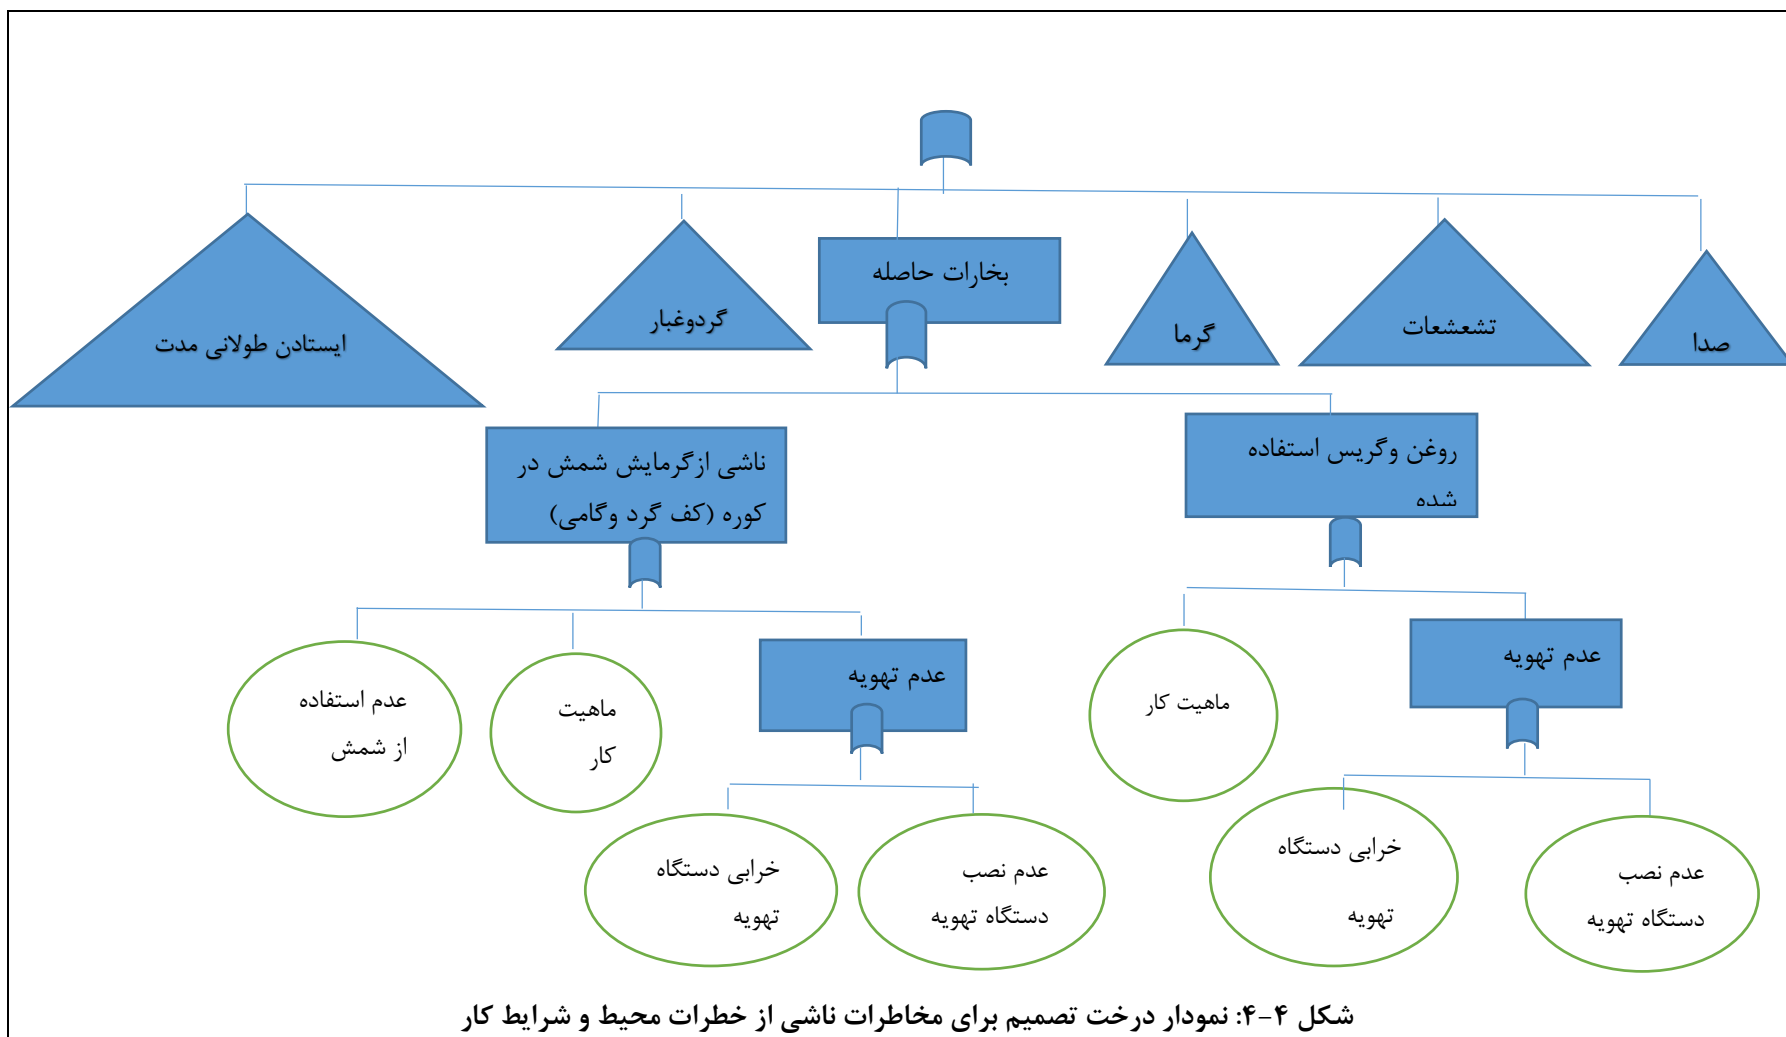 صدا
تشعشعات
گرما
بخارات حاصله
گردوغبار
ایستادن طولانی مدت
روغن وگریس استفاده
شده
ناشی ازگرمایش شمش در
کوره (کف گرد وگامی)
عدم تهویه
ماهیت کار
عدم تهویه
ماهیت
کار
عدم استفاده
از شمش
عدم نصب
دستگاه تهویه
خرابی دستگاه
تهویه
عدم نصب
دستگاه تهویه
خرابی دستگاه
تهویه
شکل ۴-۴: نمودار درخت تصمیم برای مخاطرات ناشی از خطرات محیط و شرایط کار